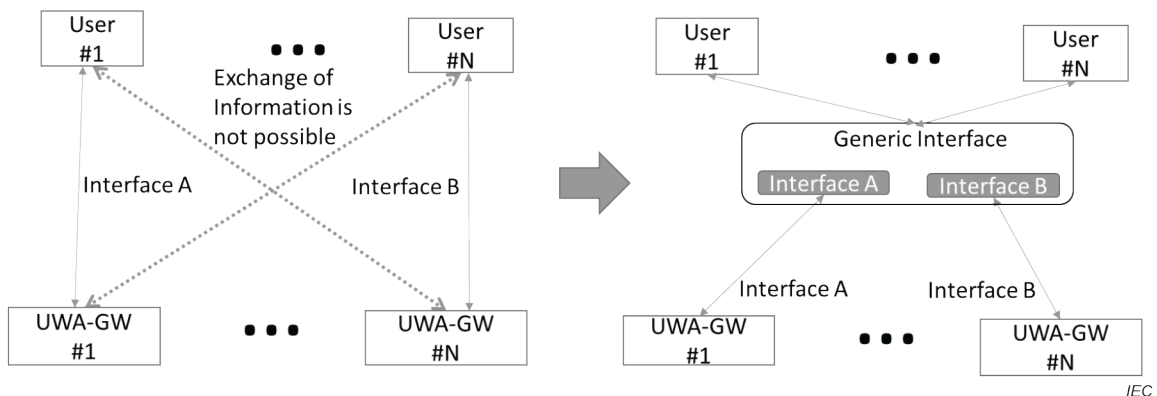 User
#1
User
#N
Exchange of
Information is
not possible
Interface A
Interface B
UWA-GW
#1
UWA-GW
#N
User
#1
User
#N
Generic Interface
Interface A
Interface B
Interface A
Interface B
UWA-GW
#1
UWA-GW
#N
IEC